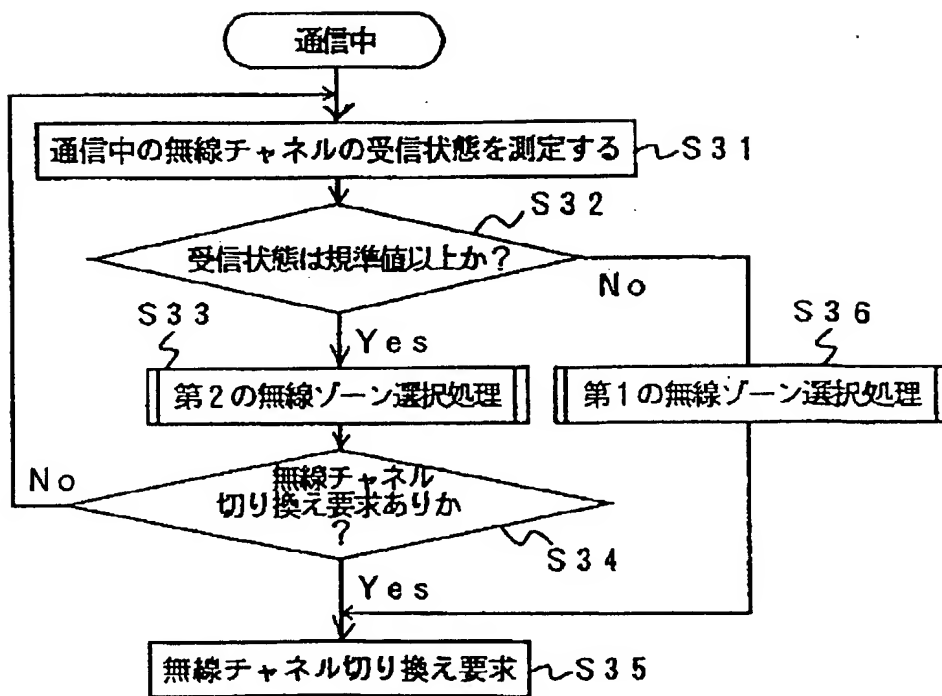 通信中
通信中の無線チャネルの受信状態を測定する
S31
S32
受信状態は規準値以上か?
No
S33
Yes
S36
第2の無線ゾーン選択処理
第1の無線ゾーン選択処理
No
無線チャネル
切り換え要求ありか
?
S34
Yes
無線チャネル切り換え要求
S35